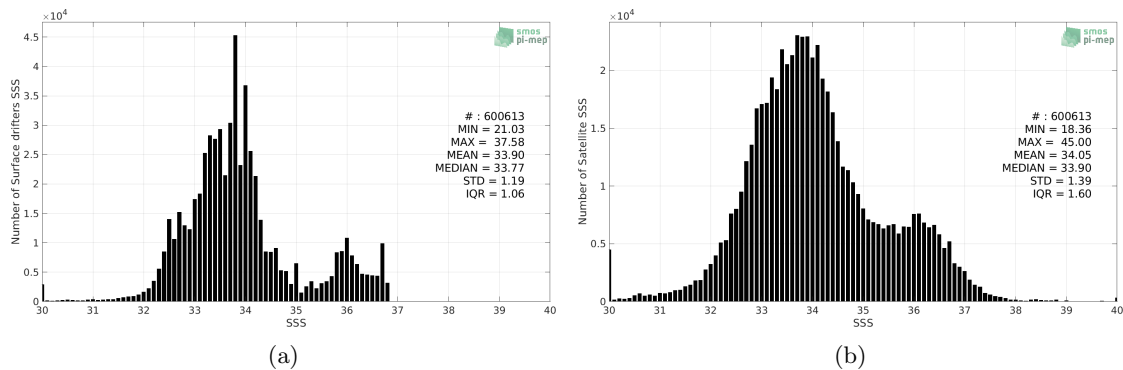 ×10⁴
4.5
4
3.5
3
2.5
2
1.5
1
0.5
0
Number of Surface drifters SSS
30 31 32 33 34 35 36 37 38 39 40
SSS
smos
pi-mep
# : 600613
MIN = 21.03
MAX = 37.58
MEAN = 33.90
MEDIAN = 33.77
STD = 1.19
IQR = 1.06
(a)
×10⁴
2
1.5
1
0.5
0
Number of Satellite SSS
30 31 32 33 34 35 36 37 38 39 40
SSS
smos
pi-mep
# : 600613
MIN = 18.36
MAX = 45.00
MEAN = 34.05
MEDIAN = 33.90
STD = 1.39
IQR = 1.60
(b)